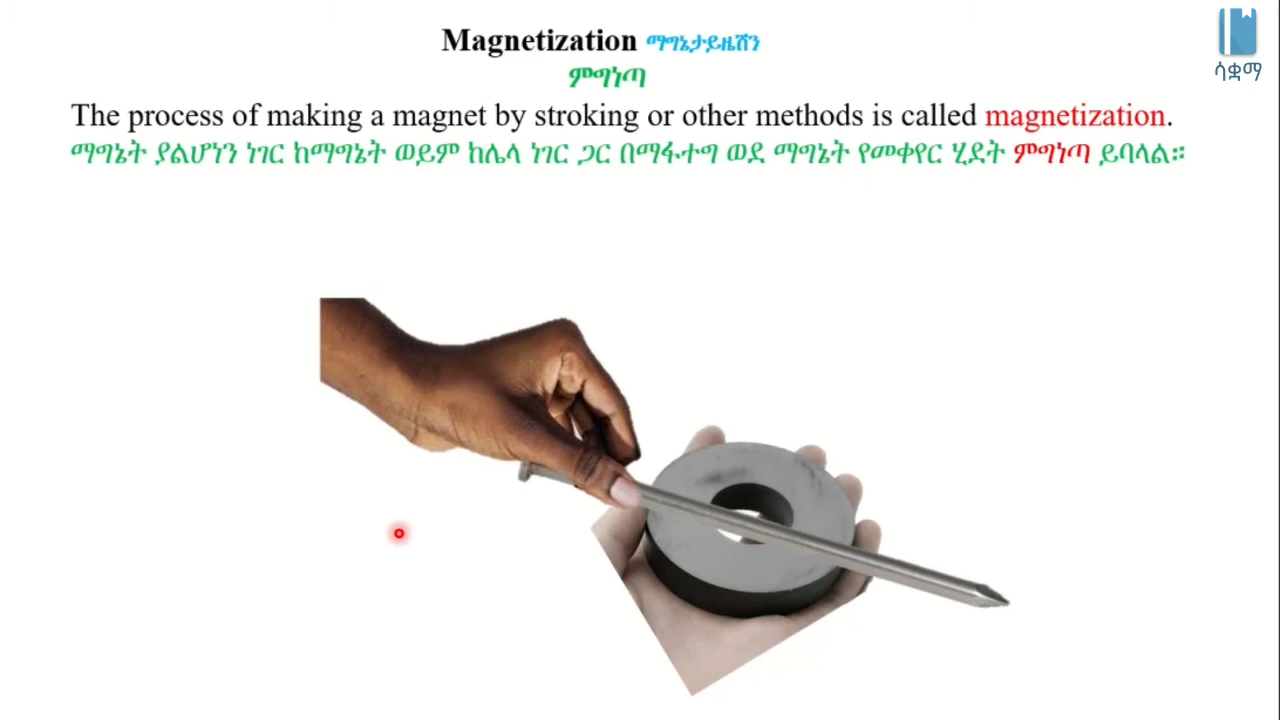 Magnetization ማግኔታይዜሽን
ምግነጣ
The process of making a magnet by stroking or other methods is called magnetization.
ማግኔት ያልሆነን ነገር ከማግኔት ወይም ከሌላ ነገር ጋር በማፋተግ ወደ ማግኔት የመቀየር ሂደት ምግነጣ ይባላል።
ሳቋማ